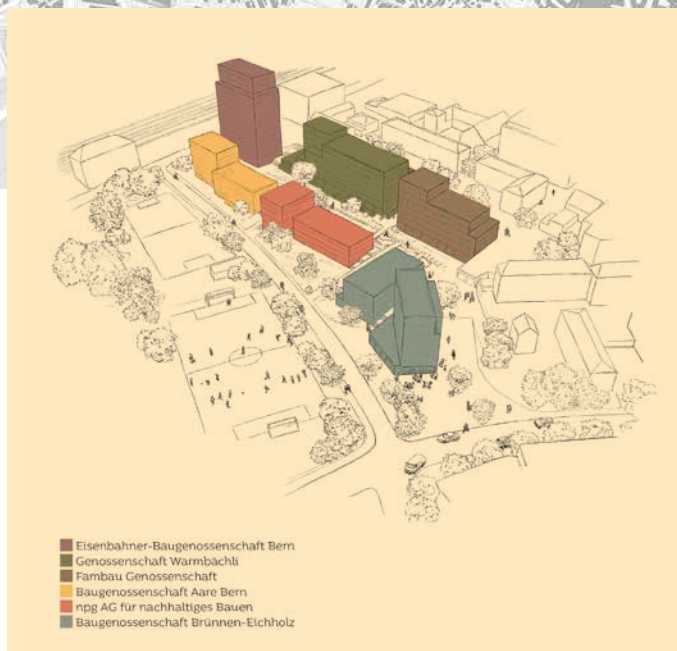 Eisenbahner-Baugenossenschaft Bern
Genossenschaft Warmbächli
Fambau Genossenschaft
Baugenossenschaft Aare Bern
npg AG für nachhaltiges Bauen
Baugenossenschaft Brünnen-Eichholz